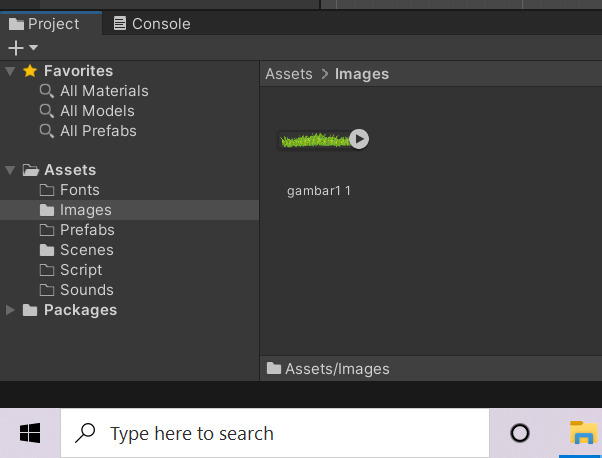 Project
Console
Favorites
All Materials
All Models
All Prefabs
Assets
Fonts
Images
Prefabs
Scenes
Script
Sounds
Packages
Assets > Images
gambar1 1
Assets/Images
Type here to search